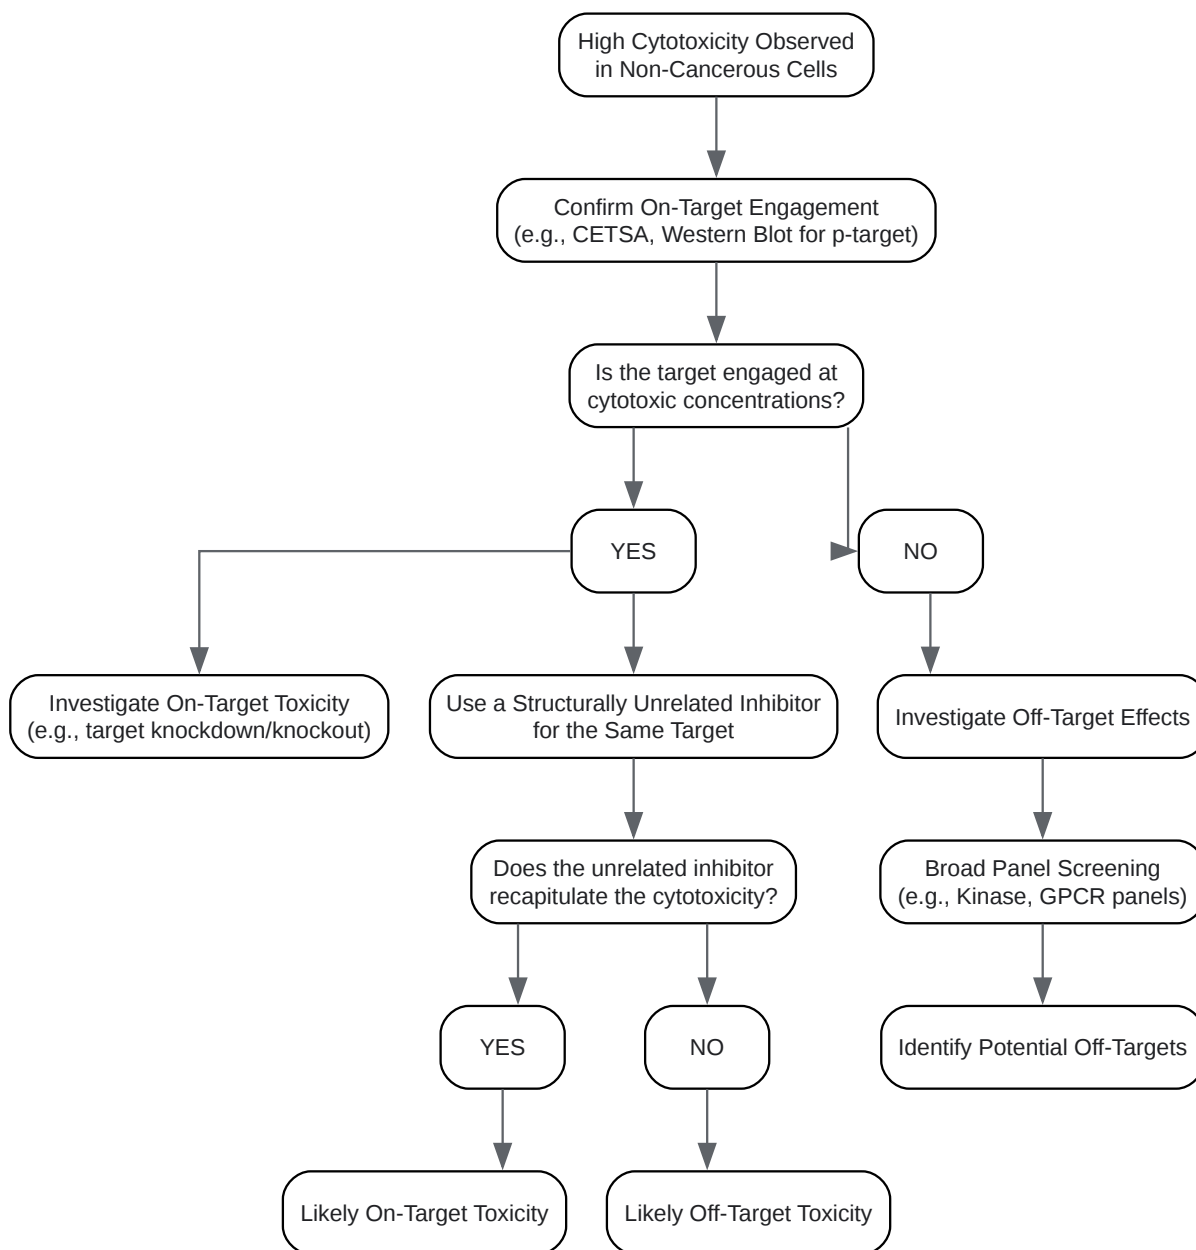 High Cytotoxicity Observed
in Non-Cancerous Cells
Confirm On-Target Engagement
(e.g., CETSA, Western Blot for p-target)
Is the target engaged at
cytotoxic concentrations?
YES
NO
Investigate On-Target Toxicity
(e.g., target knockdown/knockout)
Use a Structurally Unrelated Inhibitor
for the Same Target
Investigate Off-Target Effects
Does the unrelated inhibitor
recapitulate the cytotoxicity?
Broad Panel Screening
(e.g., Kinase, GPCR panels)
YES
NO
Identify Potential Off-Targets
Likely On-Target Toxicity
Likely Off-Target Toxicity